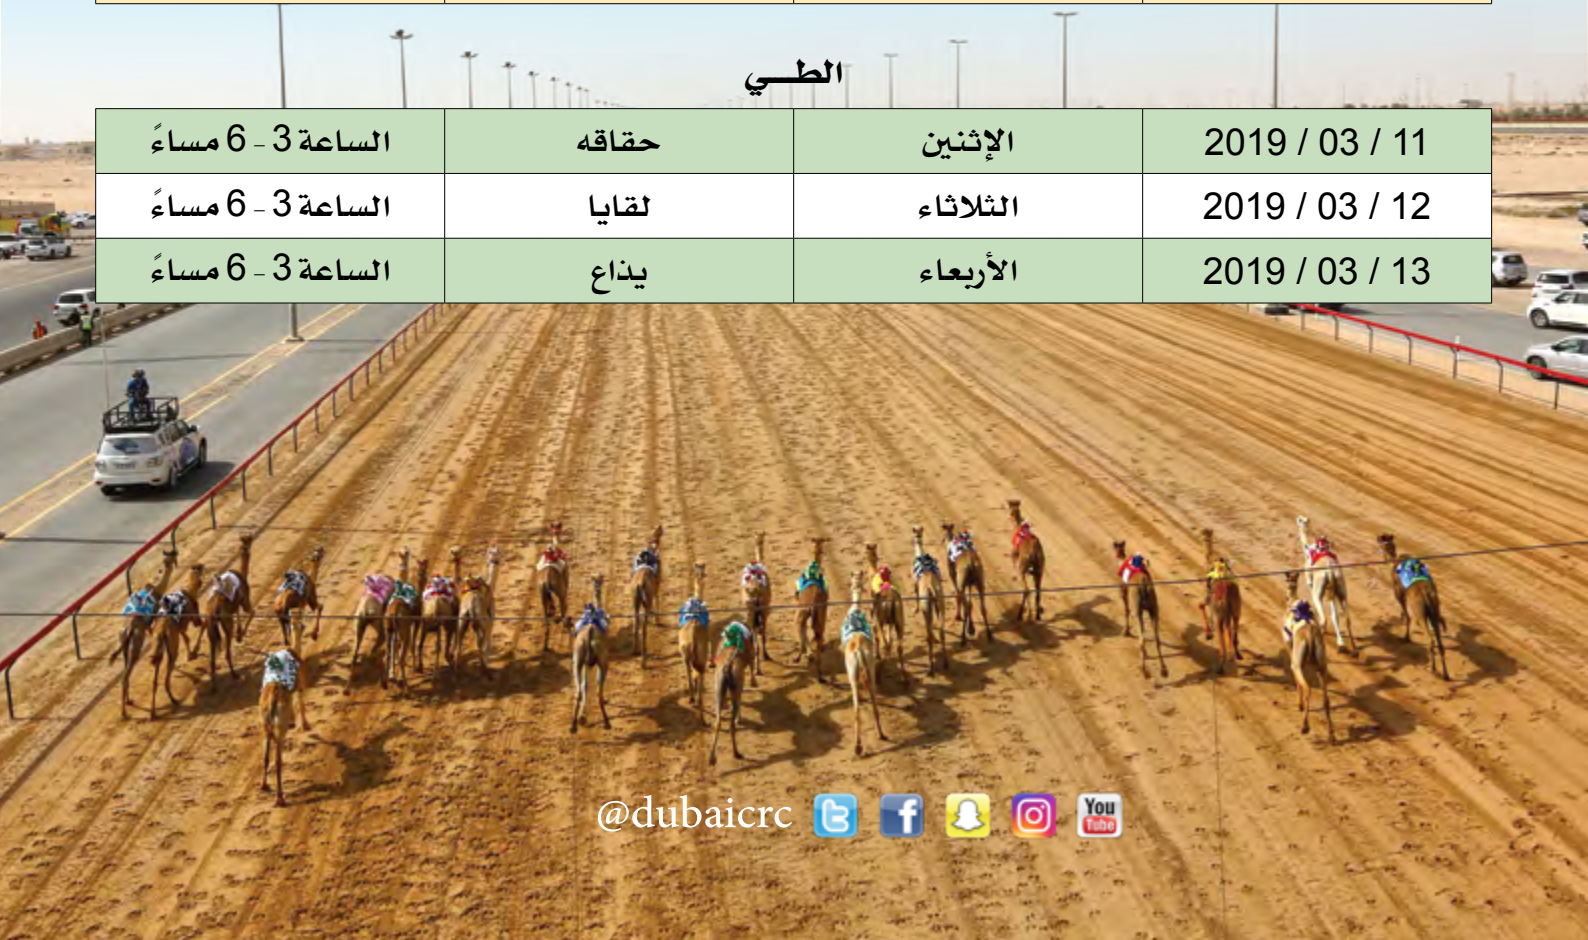 الطـــي
11 / 03 / 2019 الإثنين حقاقه الساعة 3 - 6 مساءً
12 / 03 / 2019 الثلاثاء لقايا الساعة 3 - 6 مساءً
13 / 03 / 2019 الأربعاء يذاع الساعة 3 - 6 مساءً
@dubaicrc
You Tube